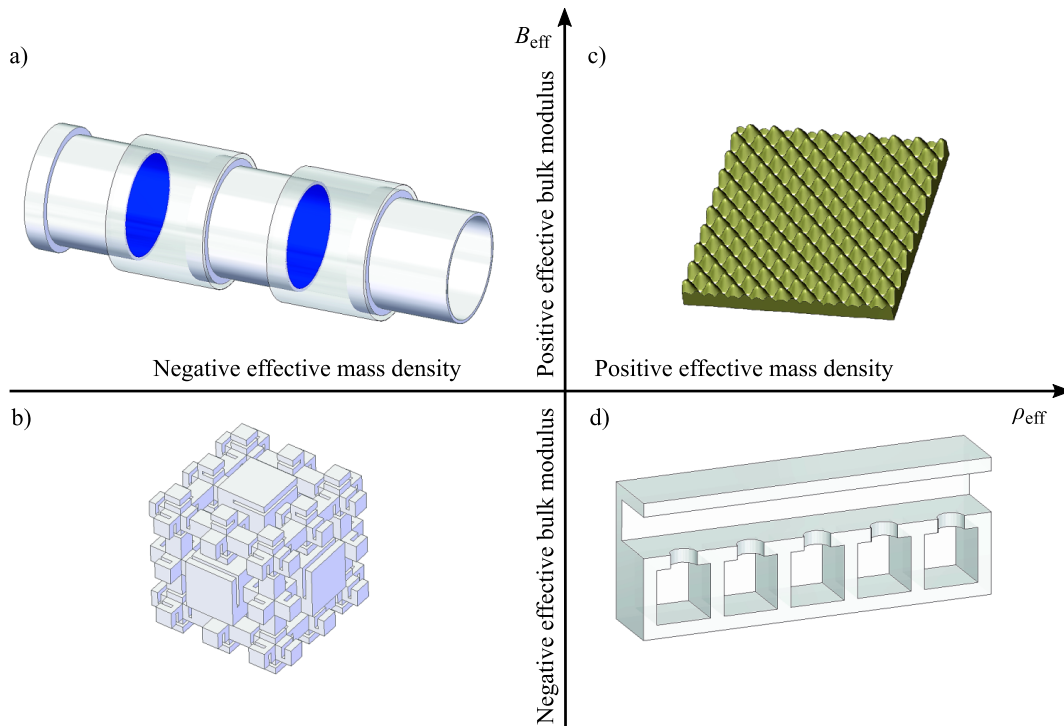 a)
B_eff
c)
Positive effective bulk modulus
Negative effective mass density
Positive effective mass density
b)
Negative effective bulk modulus
d)
ρ_eff